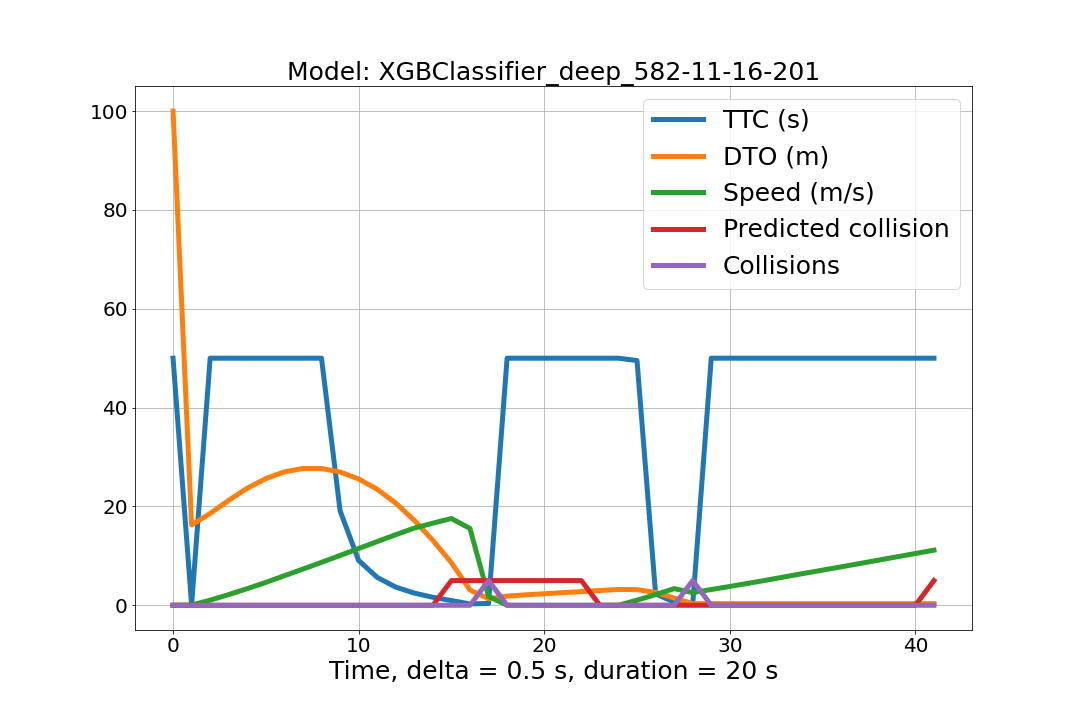 Model: XGBClassifier_deep_582-11-16-201
TTC (s)
DTO (m)
Speed (m/s)
Predicted collision
Collisions
100
80
60
40
20
0
0 10 20 30 40
Time, delta = 0.5 s, duration = 20 s